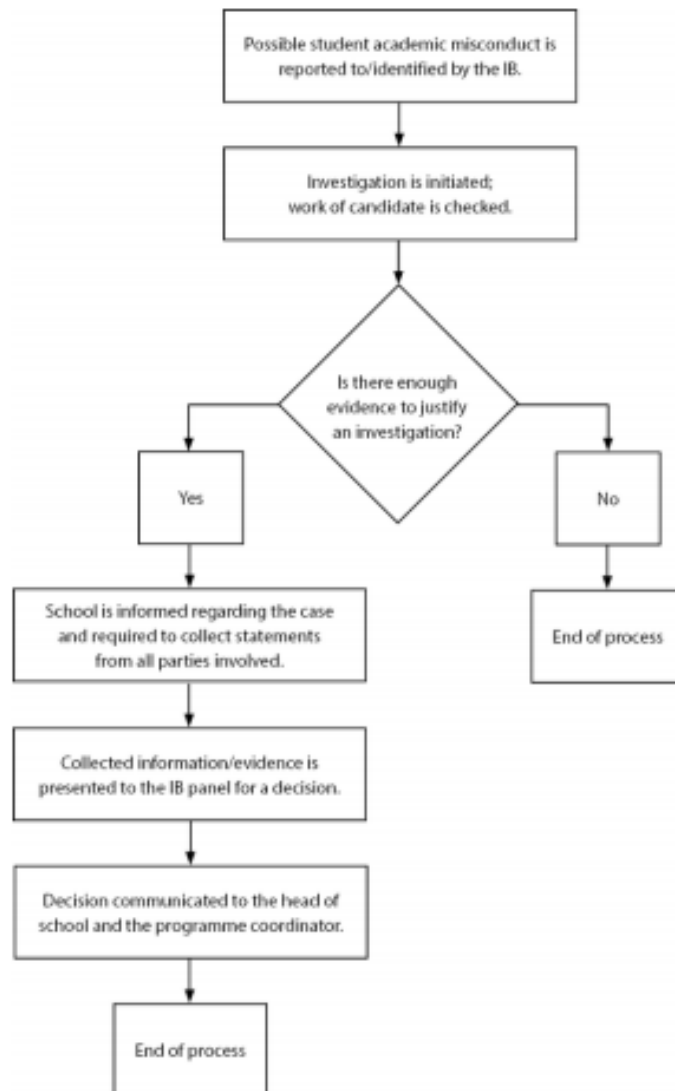 Possible student academic misconduct is
reported to/identified by the IB.
Investigation is initiated;
work of candidate is checked.
Is there enough
evidence to justify
an investigation?
Yes
No
School is informed regarding the case
and required to collect statements
from all parties involved.
End of process
Collected information/evidence is
presented to the IB panel for a decision.
Decision communicated to the head of
school and the programme coordinator.
End of process